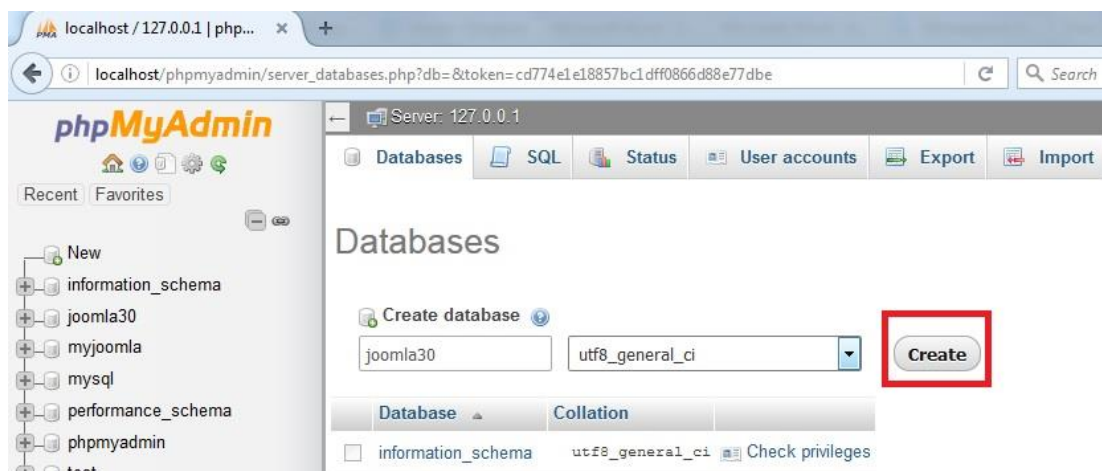 localhost / 127.0.0.1 | php...
localhost/phpmyadmin/server_databases.php?db=&token=cd774e1e18857bc1dff0866d88e77dbe
Search
phpMyAdmin
Recent Favorites
New
information_schema
joomla30
myjoomla
mysql
performance_schema
phpmyadmin
Server: 127.0.0.1
Databases SQL Status User accounts Export Import
Databases
Create database
joomla30 utf8_general_ci Create
Database Collation
information_schema utf8_general_ci Check privileges